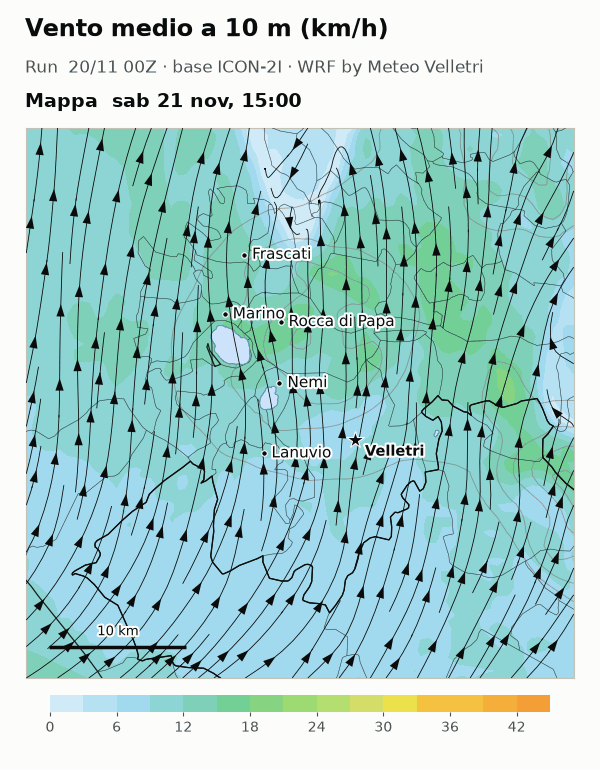 Vento medio a 10 m (km/h)
Run  20/11 00Z · base ICON-2I · WRF by Meteo Velletri
Mappa  sab 21 nov, 15:00
Frascati
Marino
Rocca di Papa
Nemi
Velletri
Lanuvio
10 km
0 6 12 18 24 30 36 42